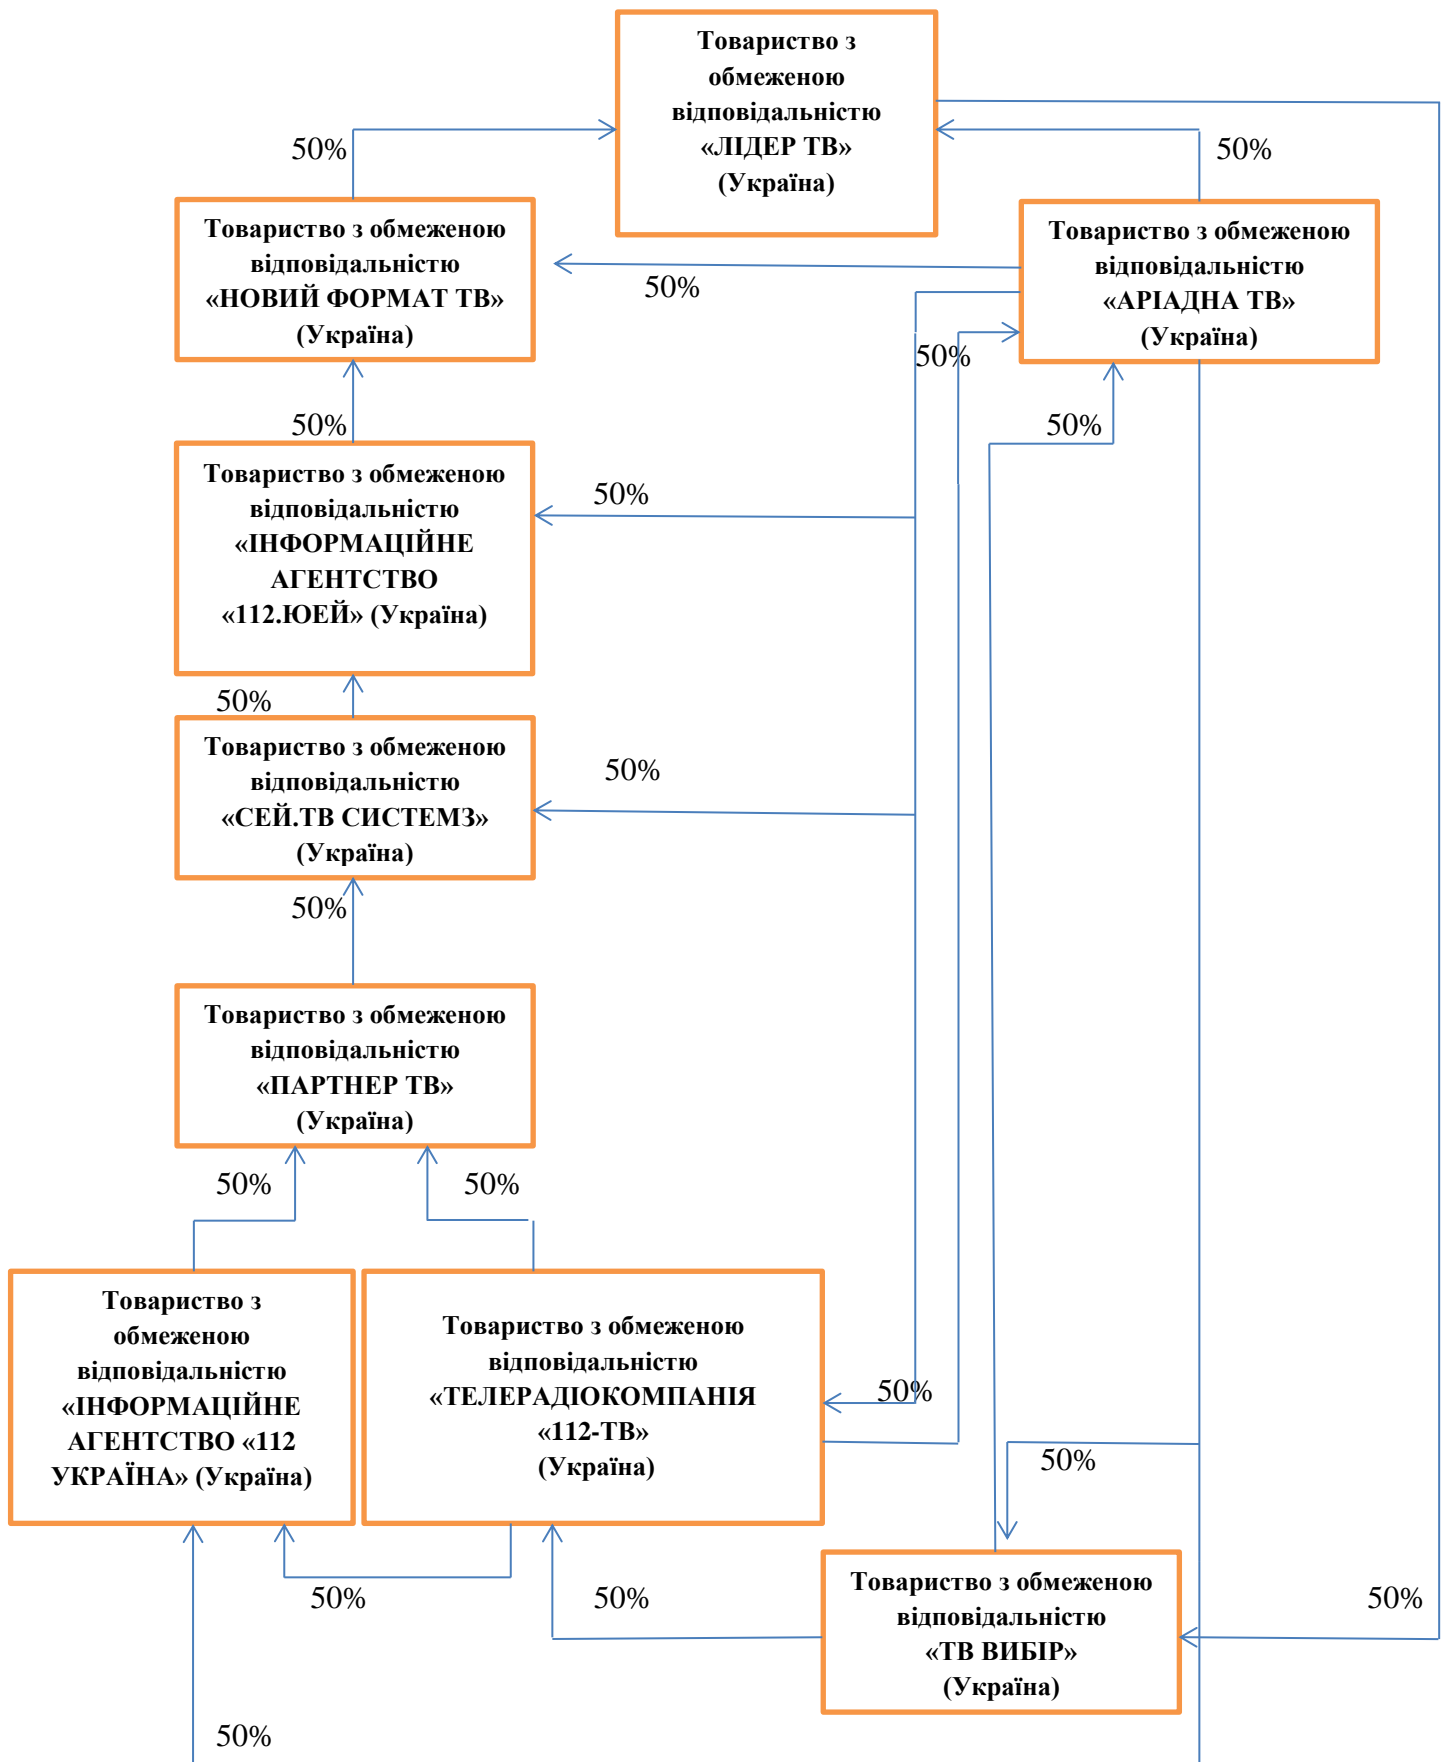 Товариство з
обмеженою
відповідальністю
«ЛІДЕР ТВ»
(Україна)
50%
50%
Товариство з обмеженою
відповідальністю
«НОВИЙ ФОРМАТ ТВ»
(Україна)
50%
Товариство з обмеженою
відповідальністю
«АРІАДНА ТВ»
(Україна)
50%
50%
50%
Товариство з обмеженою
відповідальністю
«ІНФОРМАЦІЙНЕ
АГЕНТСТВО
«112.ЮЕЙ» (Україна)
50%
50%
Товариство з обмеженою
відповідальністю
«СЕЙ.ТВ СИСТЕМЗ»
(Україна)
50%
50%
Товариство з обмеженою
відповідальністю
«ПАРТНЕР ТВ»
(Україна)
50%
50%
Товариство з
обмеженою
відповідальністю
«ІНФОРМАЦІЙНЕ
АГЕНТСТВО «112
УКРАЇНА» (Україна)
Товариство з обмеженою
відповідальністю
«ТЕЛЕРАДІОКОМПАНІЯ
«112-ТВ»
(Україна)
50%
50%
50%
50%
Товариство з обмеженою
відповідальністю
«ТВ ВИБІР»
(Україна)
50%
50%